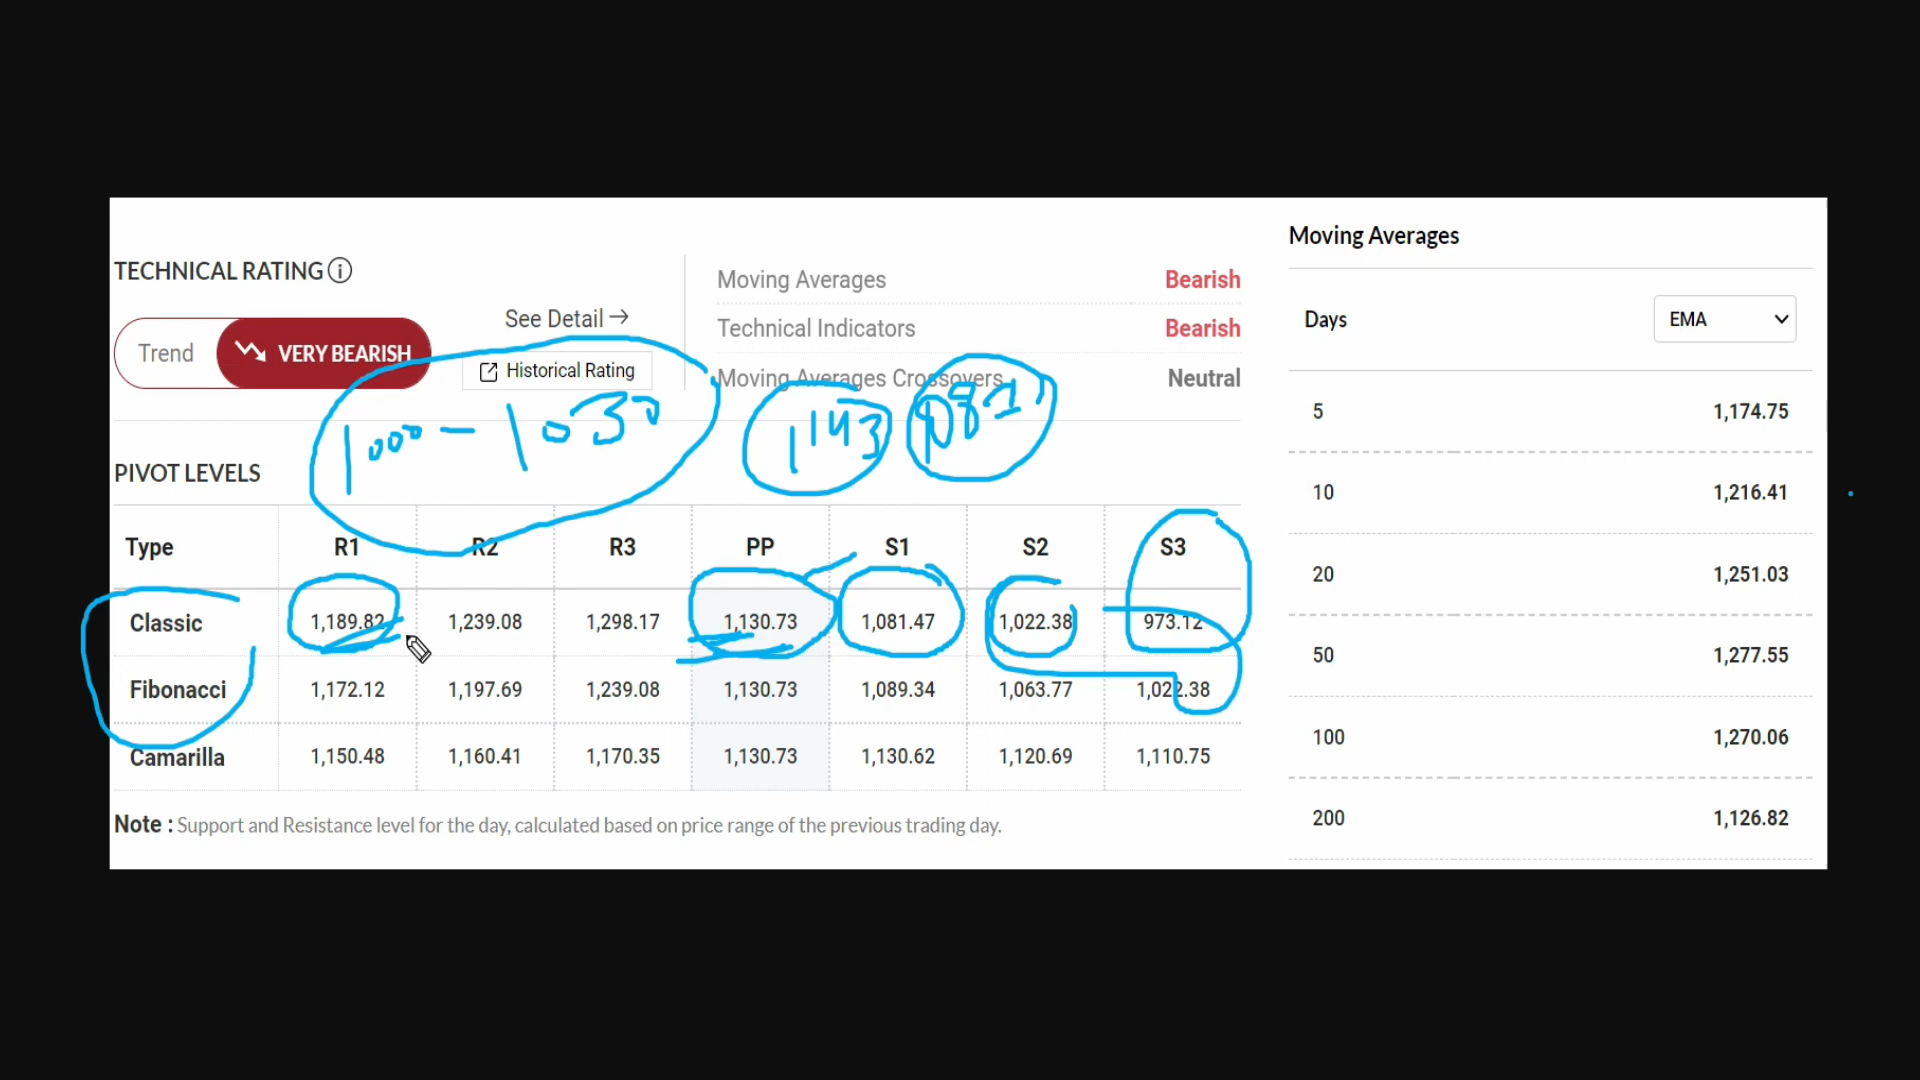 TECHNICAL RATING
Trend VERY BEARISH
See Detail →
Historical Rating
Moving Averages Bearish
Technical Indicators Bearish
Moving Averages Crossovers Neutral
1000 - 1030 1143 1081
PIVOT LEVELS
Type R1 R2 R3 PP S1 S2 S3
Classic 1,189.82 1,239.08 1,298.17 1,130.73 1,081.47 1,022.38 973.12
Fibonacci 1,172.12 1,197.69 1,239.08 1,130.73 1,089.34 1,063.77 1,022.38
Camarilla 1,150.48 1,160.41 1,170.35 1,130.73 1,130.62 1,120.69 1,110.75
Note : Support and Resistance level for the day, calculated based on price range of the previous trading day.
Moving Averages
Days EMA
5 1,174.75
10 1,216.41
20 1,251.03
50 1,277.55
100 1,270.06
200 1,126.82